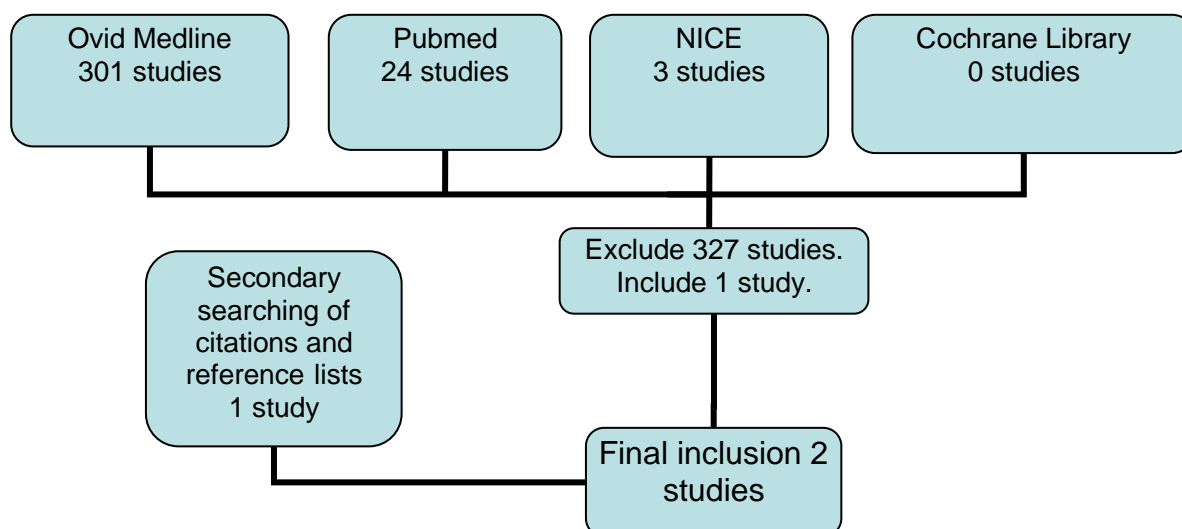 Ovid Medline
301 studies
Pubmed
24 studies
NICE
3 studies
Cochrane Library
0 studies
Exclude 327 studies.
Include 1 study.
Secondary
searching of
citations and
reference lists
1 study
Final inclusion 2
studies